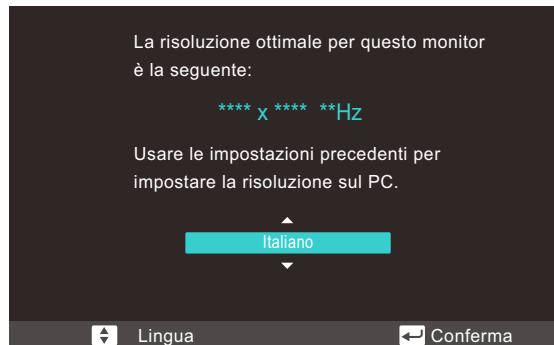 La risoluzione ottimale per questo monitor
è la seguente:
**** x **** **Hz
Usare le impostazioni precedenti per
impostare la risoluzione sul PC.
Italiano
Lingua
Conferma